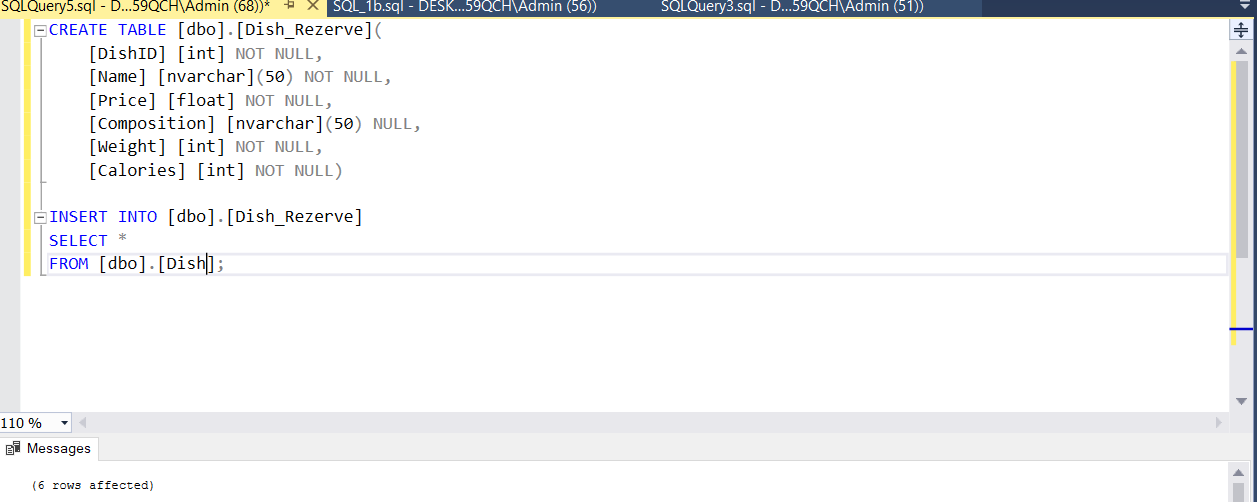 SQLQuery5.sql - D...59QCH\Admin (68))* SQL_1b.sql - DESK...59QCH\Admin (56)) SQLQuery3.sql - D...59QCH\Admin (51))
CREATE TABLE [dbo].[Dish_Rezerve](
[DishID] [int] NOT NULL,
[Name] [nvarchar](50) NOT NULL,
[Price] [float] NOT NULL,
[Composition] [nvarchar](50) NULL,
[Weight] [int] NOT NULL,
[Calories] [int] NOT NULL)
INSERT INTO [dbo].[Dish_Rezerve]
SELECT *
FROM [dbo].[Dish];
110 %
Messages
(6 rows affected)